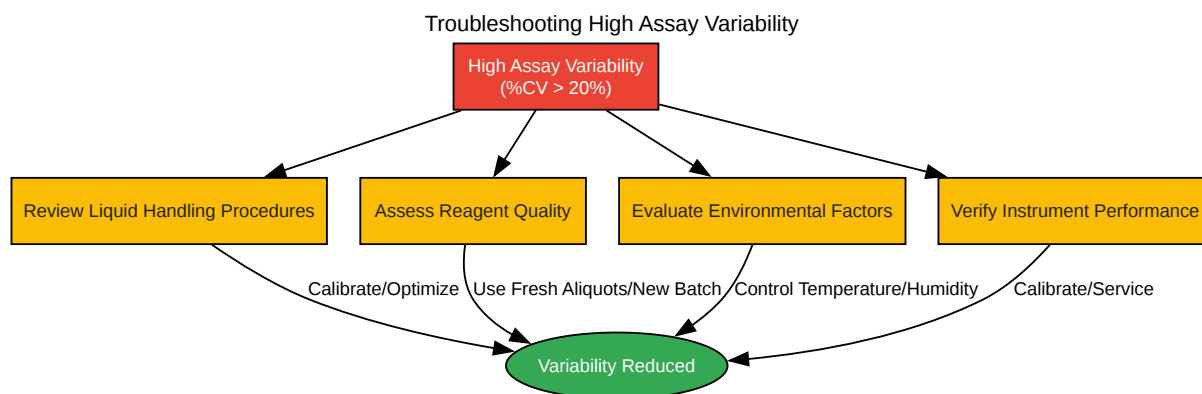 Troubleshooting High Assay Variability
High Assay Variability
(%CV > 20%)
Review Liquid Handling Procedures
Assess Reagent Quality
Evaluate Environmental Factors
Verify Instrument Performance
Calibrate/Optimize
Use Fresh Aliquots/New Batch
Control Temperature/Humidity
Calibrate/Service
Variability Reduced